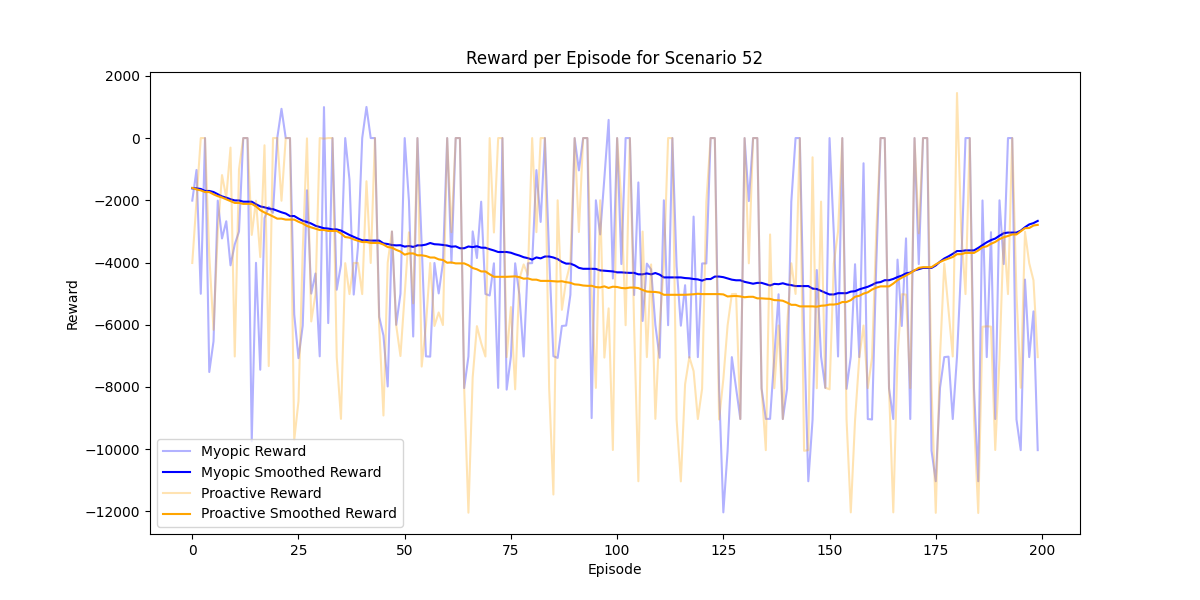 Reward per Episode for Scenario 52
2000
0
−2000
−4000
−6000
−8000
−10000
−12000
Reward
Myopic Reward
Myopic Smoothed Reward
Proactive Reward
Proactive Smoothed Reward
0 25 50 75 100 125 150 175 200
Episode